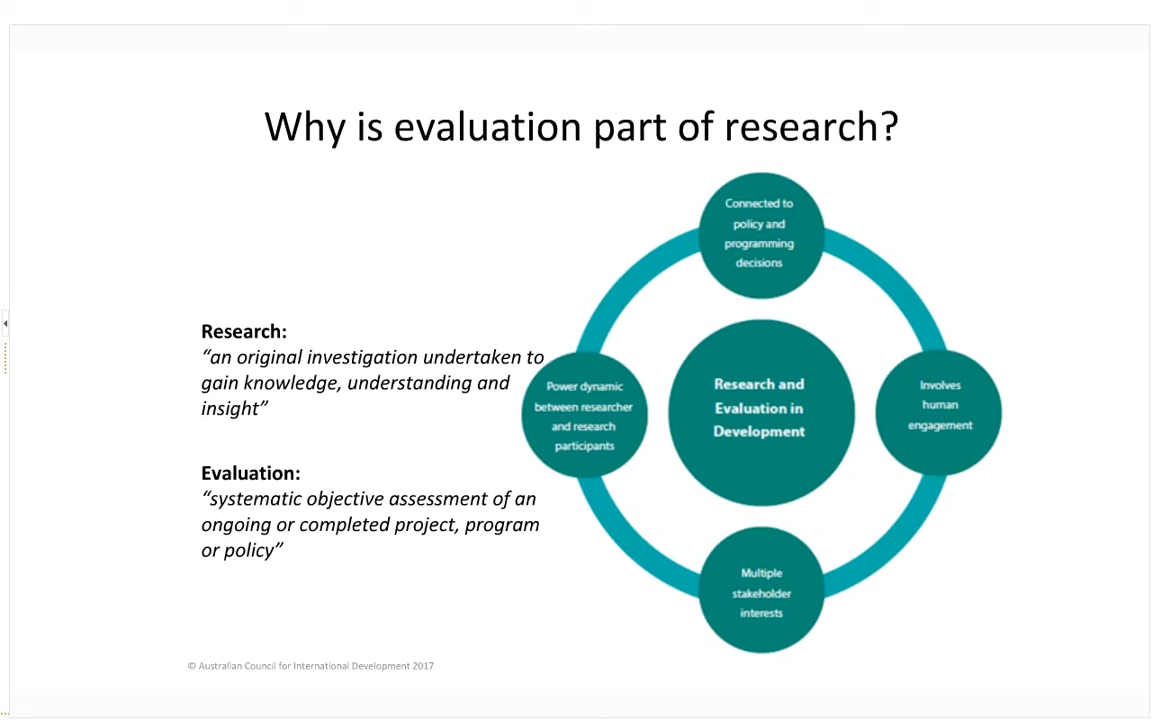 Why is evaluation part of research?
Connected to
policy and
programming
decisions
Research:
“an original investigation undertaken to
gain knowledge, understanding and
insight”
Evaluation:
“systematic objective assessment of an
ongoing or completed project, program
or policy”
Power dynamic
between researcher
and research
participants
Research and
Evaluation in
Development
Involves
human
engagement
Multiple
stakeholder
interests
© Australian Council for International Development 2017